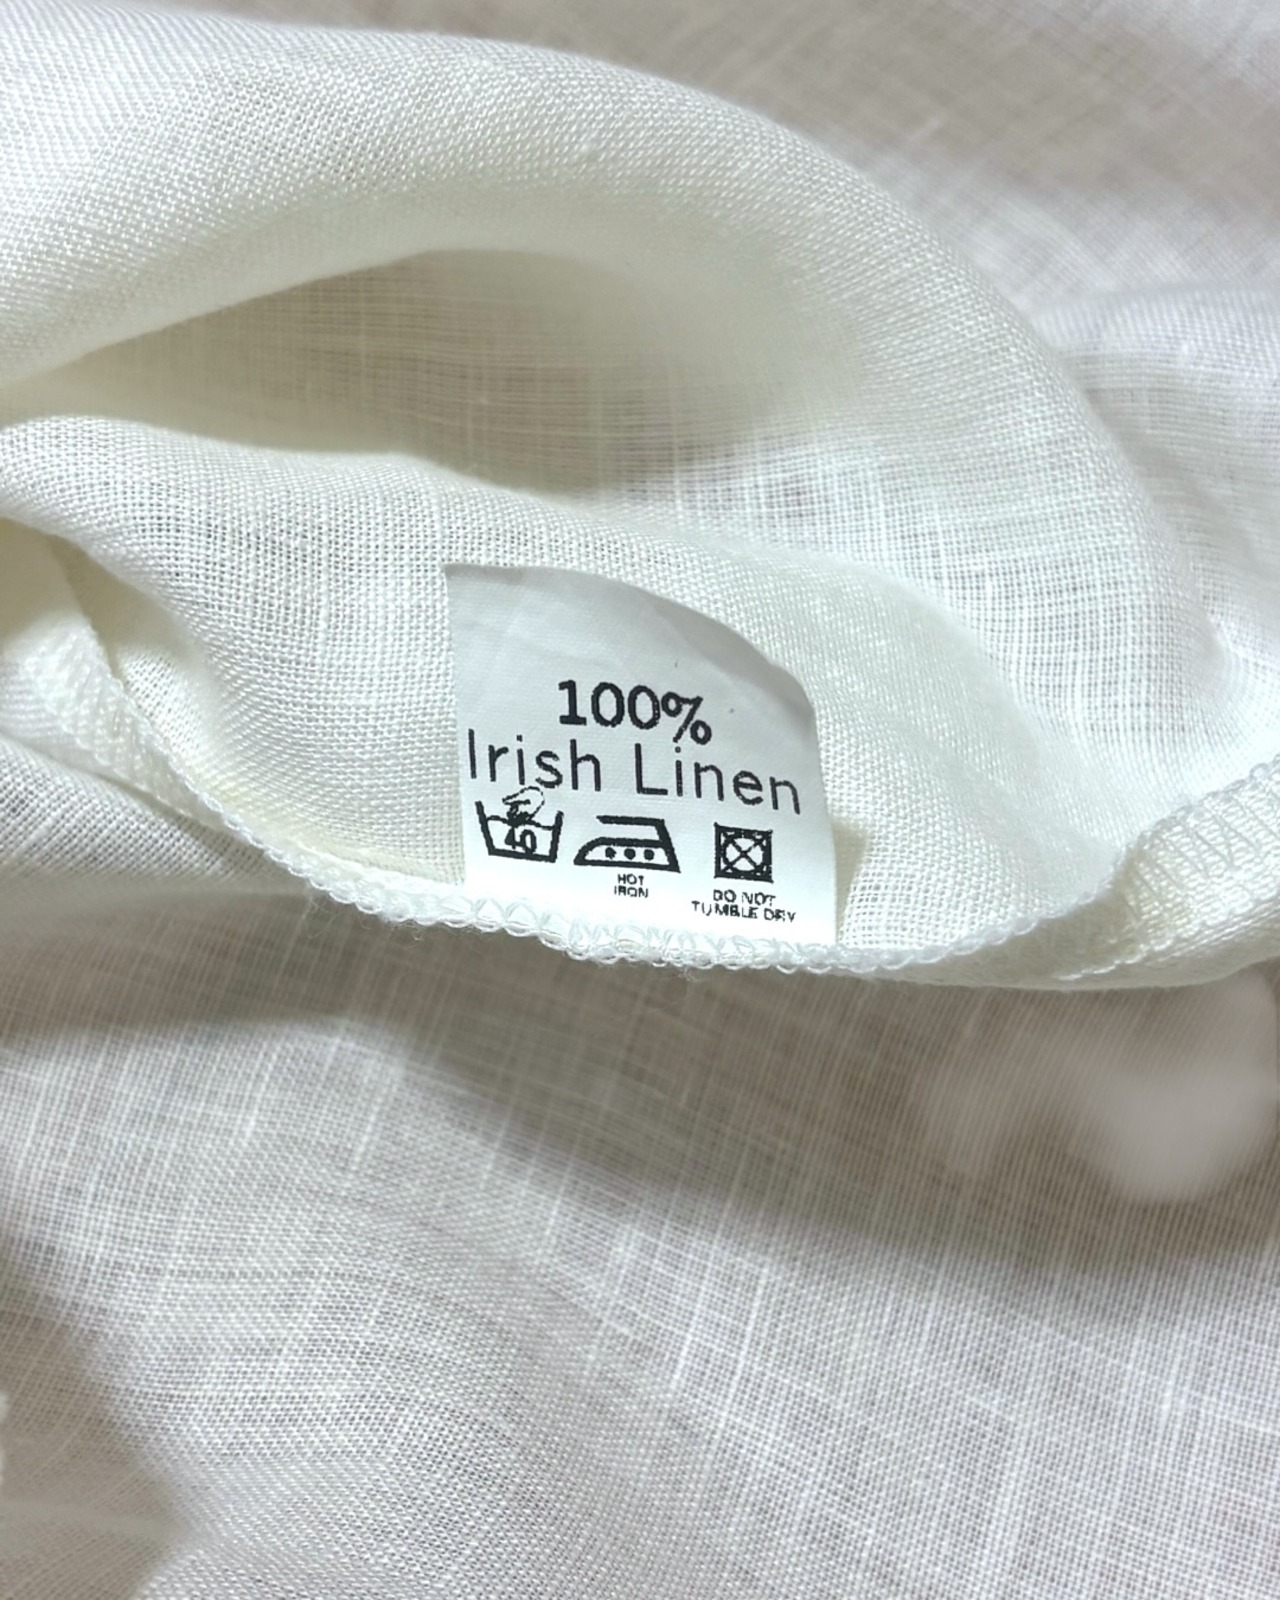 100%
Irish Linen
40
HOT
IRON
DO NOT
TUMBLE DRY